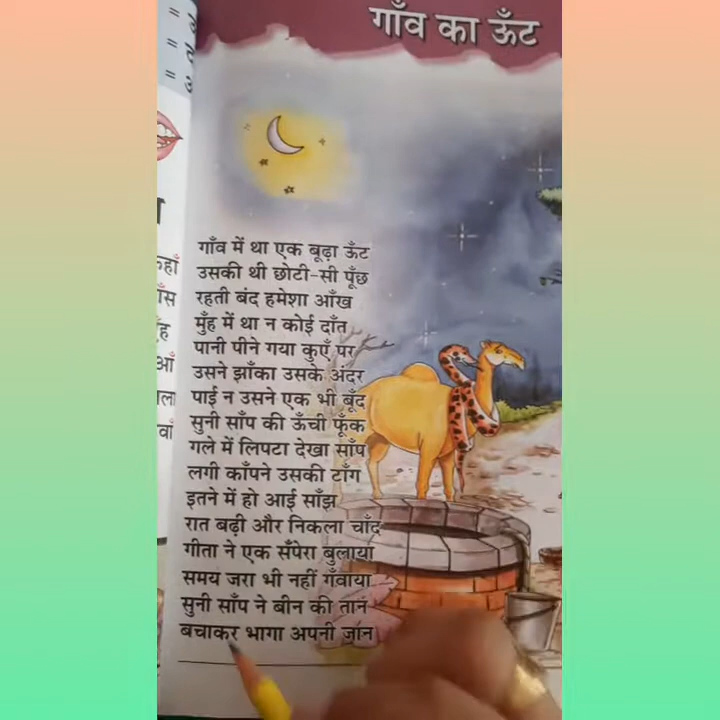 गाँव का ऊँट
गाँव में था एक बूढ़ा ऊँट
उसकी थी छोटी-सी पूँछ
रहती बंद हमेशा आँख
मुँह में था न कोई दाँत
पानी पीने गया कुएँ पर
उसने झाँका उसके अंदर
पाई न उसने एक भी बूँद
सुनी साँप की ऊँची फूँक
गले में लिपटा देखा साँप
लगी काँपने उसकी टाँग
इतने में हो आई साँझ
रात बढ़ी और निकला चाँद
गीता ने एक सँपेरा बुलाया
समय जरा भी नहीं गँवाया
सुनी साँप ने बीन की तान
बचाकर भागा अपनी जान